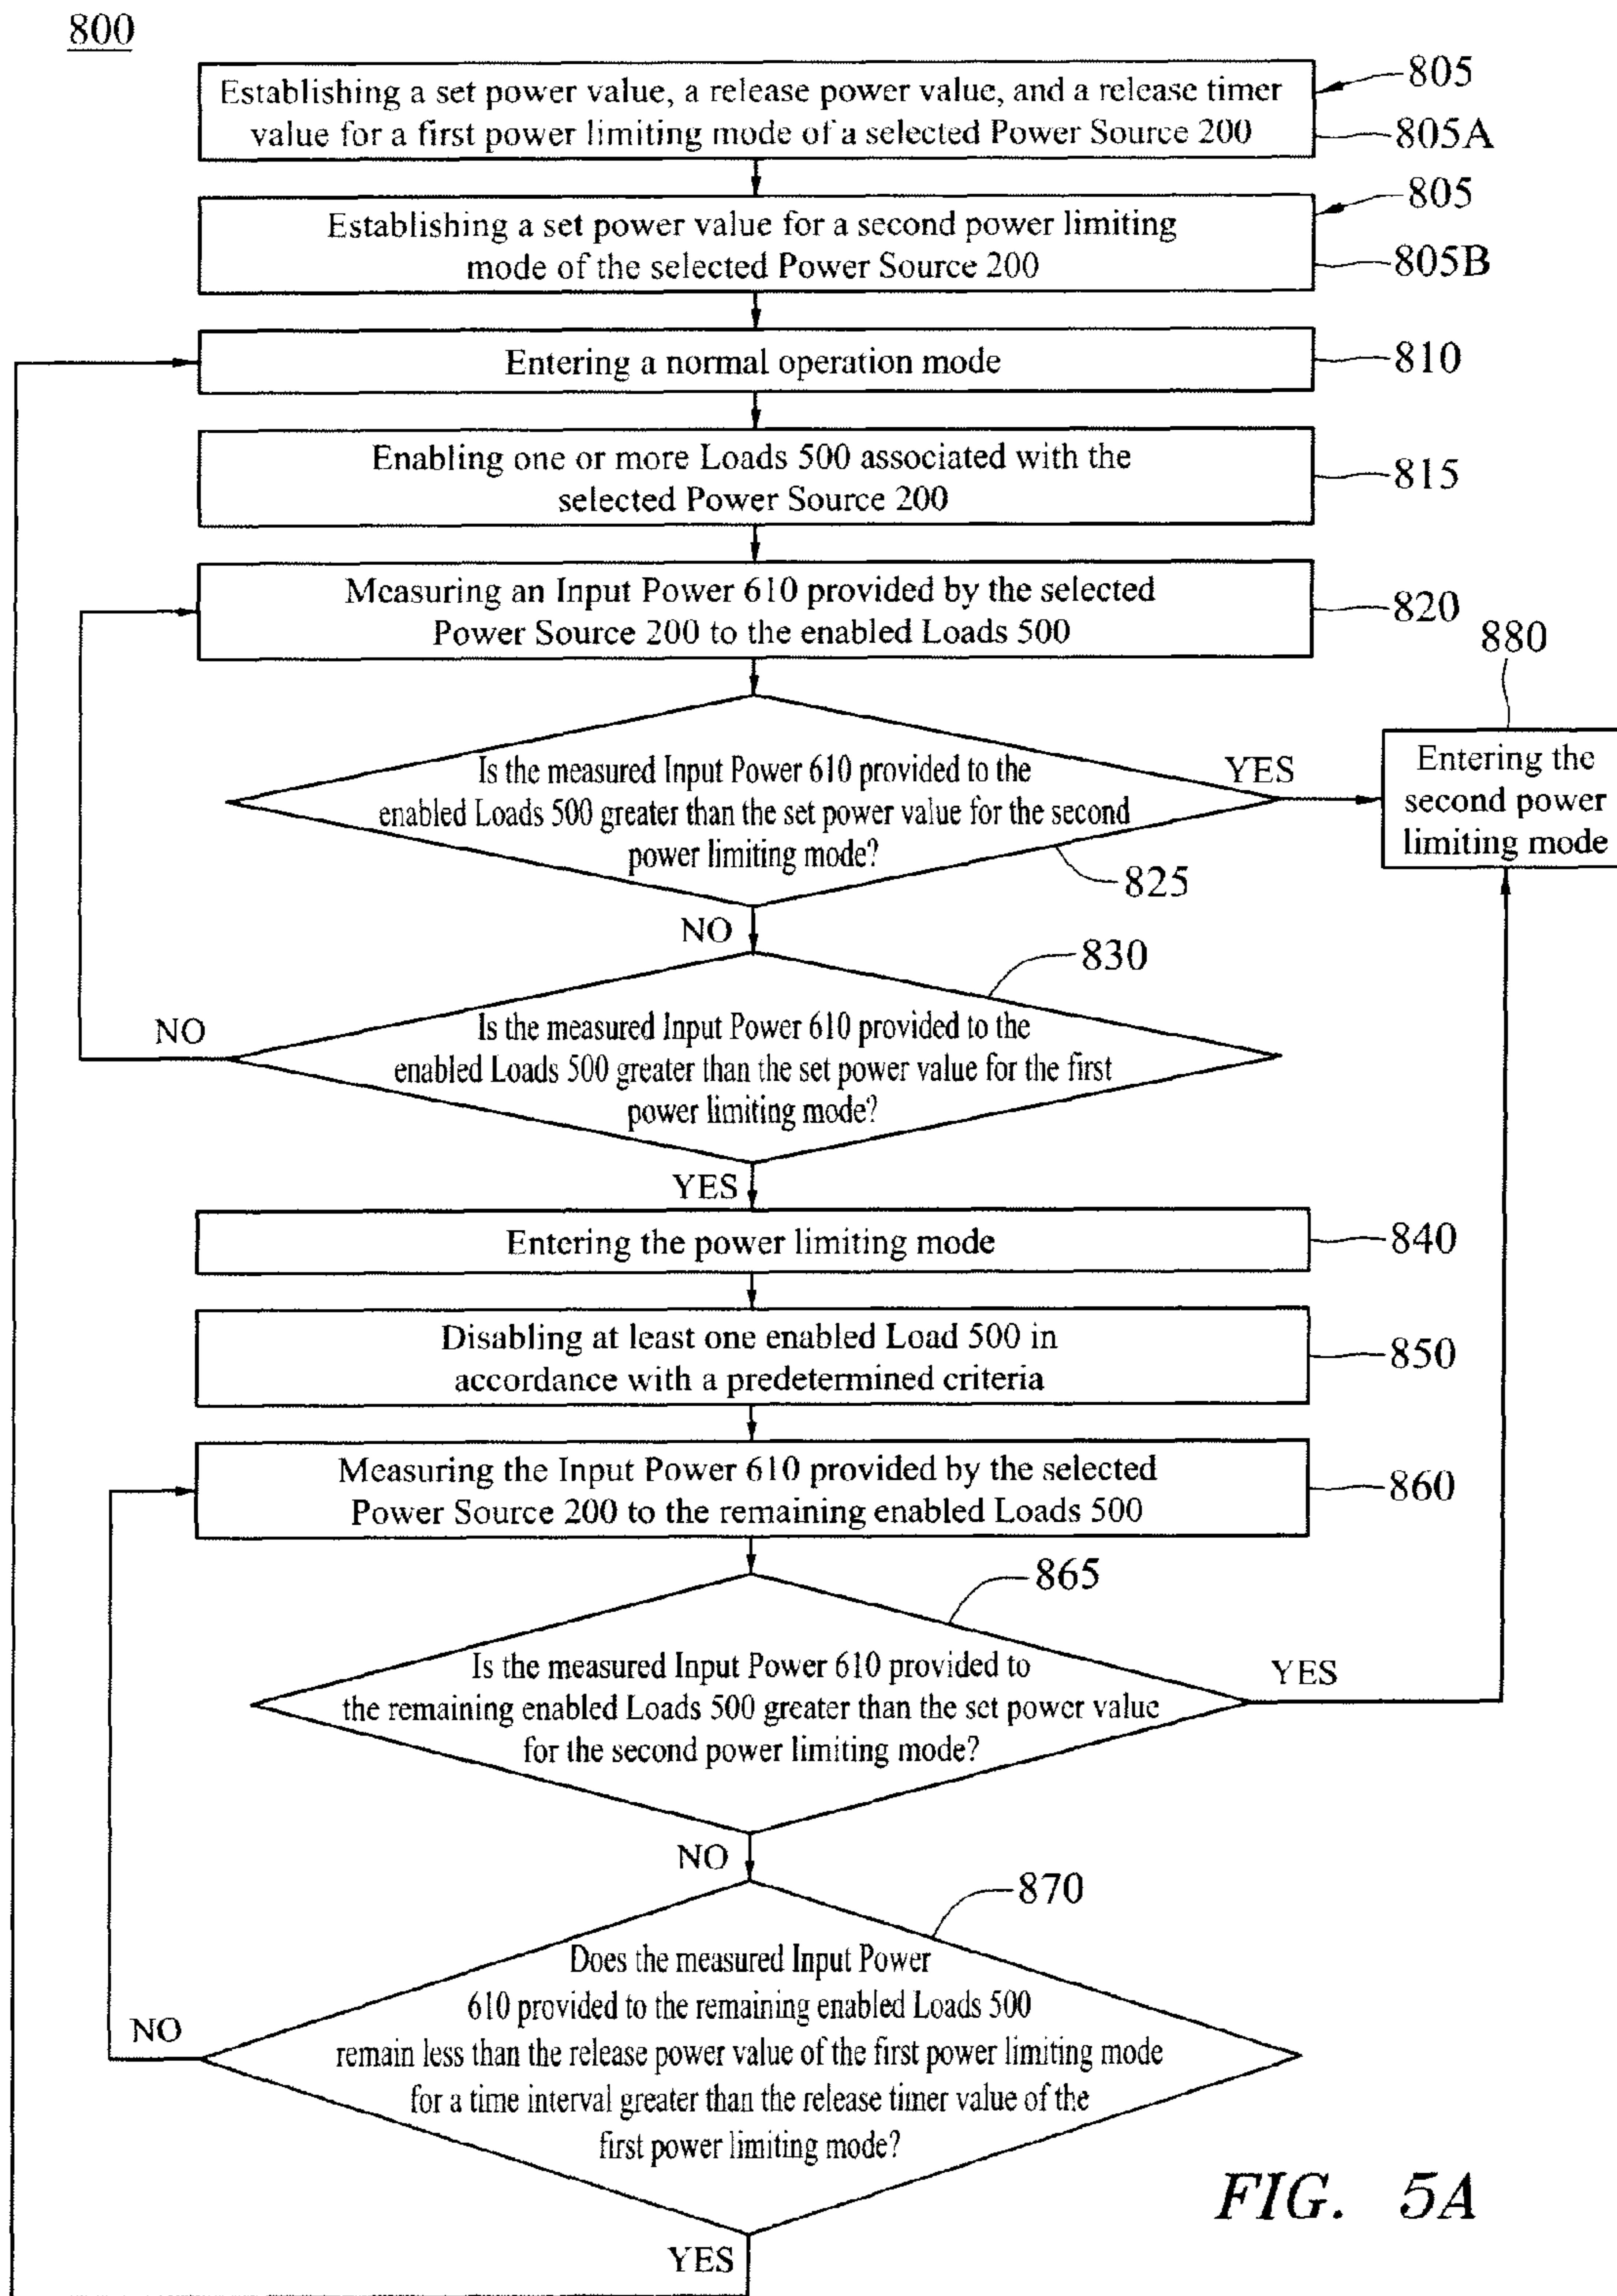 800
Establishing a set power value, a release power value, and a release timer
value for a first power limiting mode of a selected Power Source 200
805
805A
Establishing a set power value for a second power limiting
mode of the selected Power Source 200
805
805B
Entering a normal operation mode
810
Enabling one or more Loads 500 associated with the
selected Power Source 200
815
Measuring an Input Power 610 provided by the selected
Power Source 200 to the enabled Loads 500
820
880
Entering the
second power
limiting mode
Is the measured Input Power 610 provided to the
enabled Loads 500 greater than the set power value for the second
power limiting mode?
YES
825
NO
830
Is the measured Input Power 610 provided to the
enabled Loads 500 greater than the set power value for the first
power limiting mode?
NO
YES
Entering the power limiting mode
840
Disabling at least one enabled Load 500 in
accordance with a predetermined criteria
850
Measuring the Input Power 610 provided by the selected
Power Source 200 to the remaining enabled Loads 500
860
865
Is the measured Input Power 610 provided to
the remaining enabled Loads 500 greater than the set power value
for the second power limiting mode?
YES
NO
870
Does the measured Input Power
610 provided to the remaining enabled Loads 500
remain less than the release power value of the first power limiting mode
for a time interval greater than the release timer value of the
first power limiting mode?
NO
YES
FIG. 5A